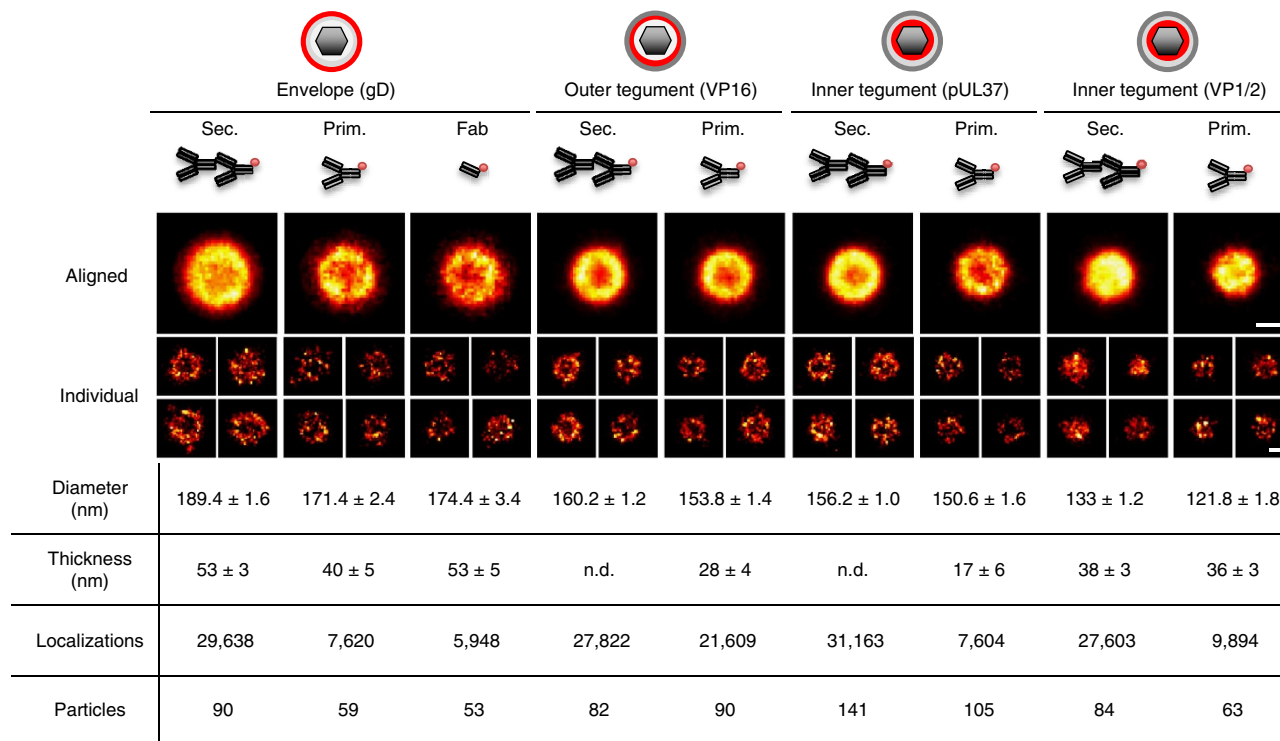 Envelope (gD) Outer tegument (VP16) Inner tegument (pUL37) Inner tegument (VP1/2)
Sec. Prim. Fab Sec. Prim. Sec. Prim. Sec. Prim.
Aligned
Individual
Diameter
(nm) 189.4 ± 1.6 171.4 ± 2.4 174.4 ± 3.4 160.2 ± 1.2 153.8 ± 1.4 156.2 ± 1.0 150.6 ± 1.6 133 ± 1.2 121.8 ± 1.8
Thickness
(nm) 53 ± 3 40 ± 5 53 ± 5 n.d. 28 ± 4 n.d. 17 ± 6 38 ± 3 36 ± 3
Localizations 29,638 7,620 5,948 27,822 21,609 31,163 7,604 27,603 9,894
Particles 90 59 53 82 90 141 105 84 63